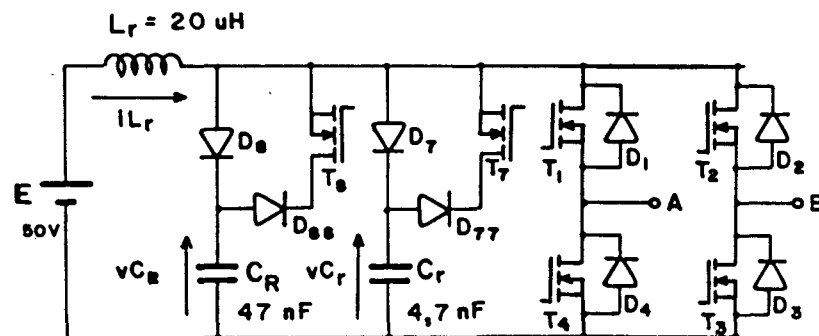 Lr = 20 uH
iLr
D8
T8
D7
T7
T1
D1
T2
D2
E
50V
D88
D77
A
B
vCR
CR
47 nF
vCr
Cr
4,7 nF
T4
D4
T3
D3